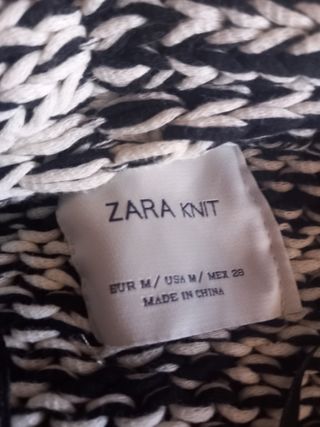 ZARA KNIT
EUR M/ USA M/ MEX 28
MADE IN CHINA